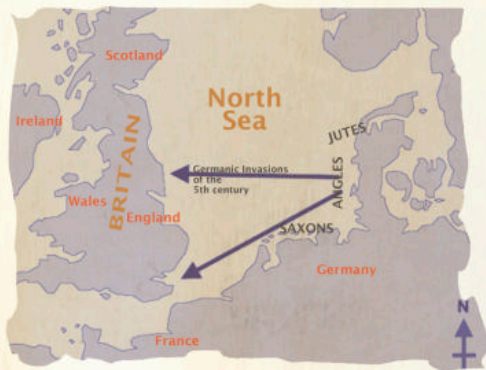 Scotland
North
Sea
Ireland
JUTES
BRITAIN
Germanic Invasions
of the
5th century
ANGLES
Wales
England
SAXONS
Germany
N
France